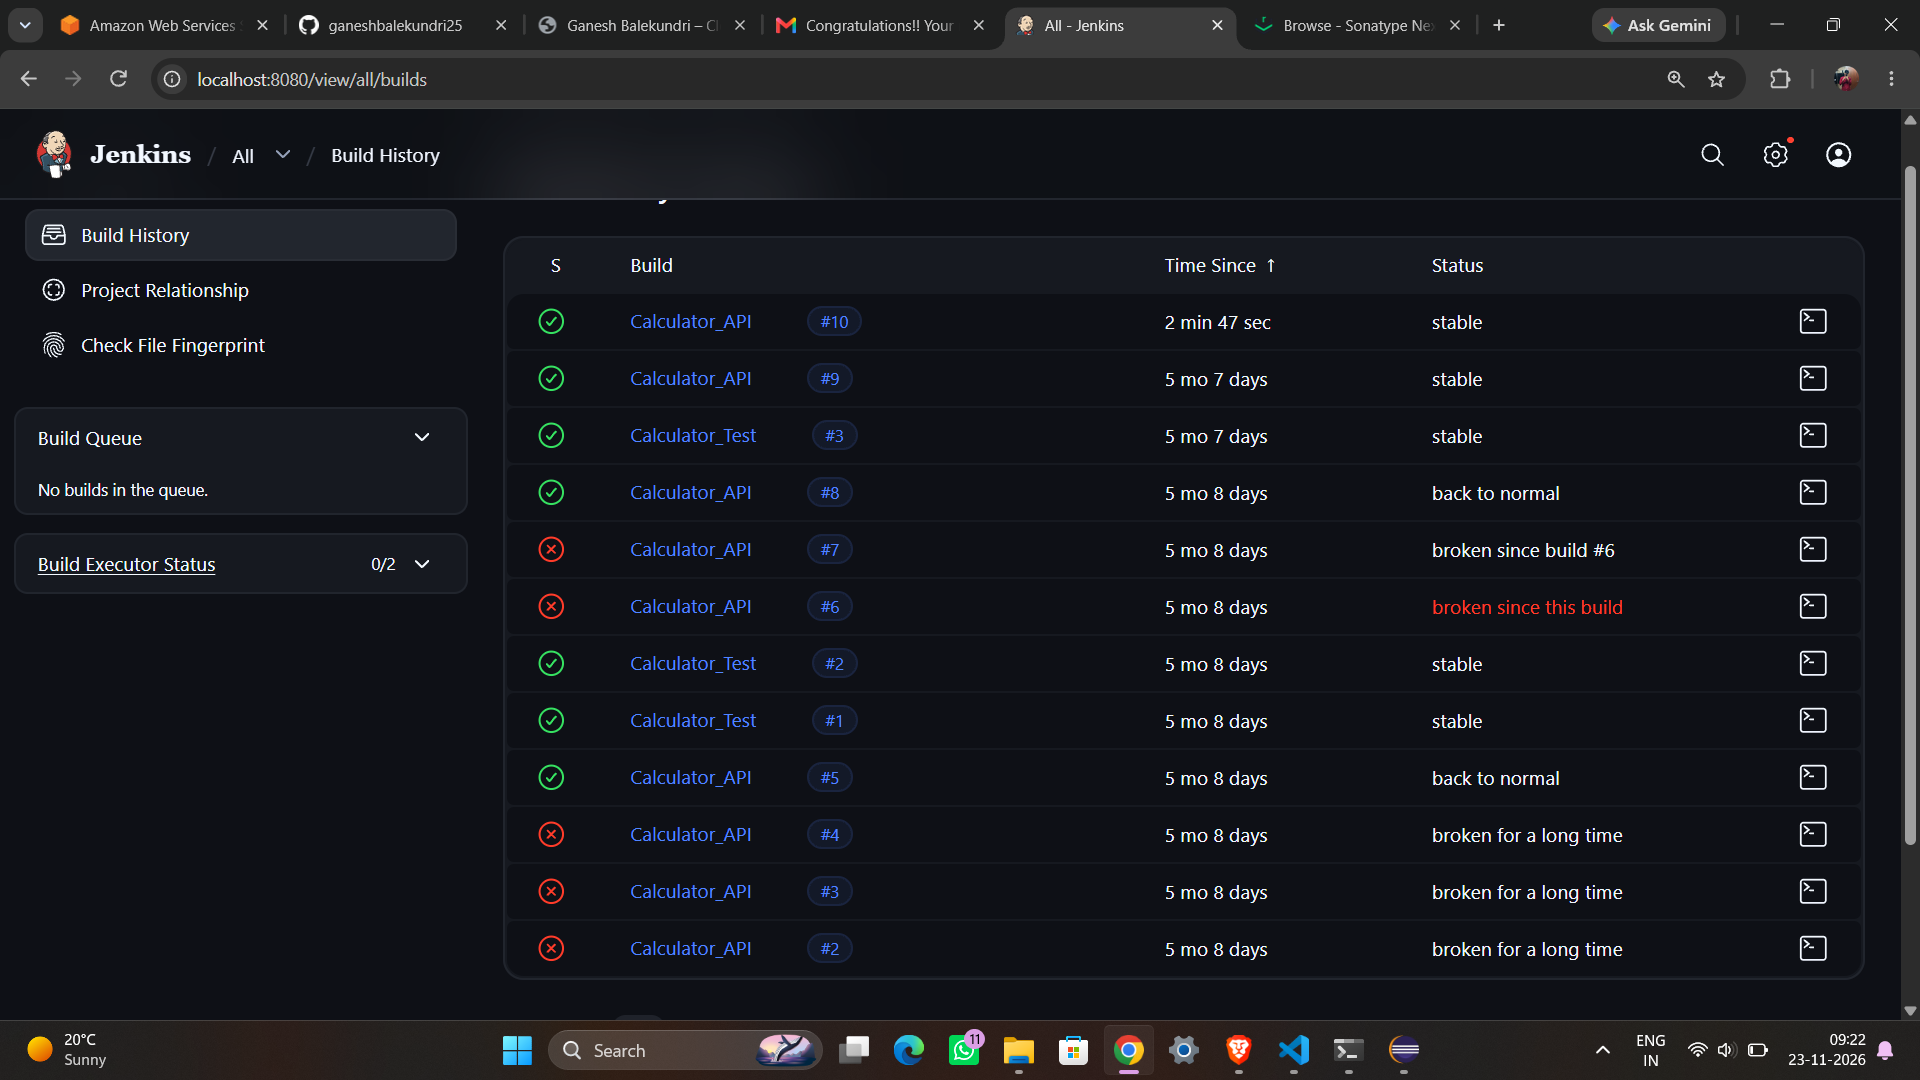 Amazon Web Services
ganeshbalekundri25
Ganesh Balekundri –
Congratulations!! Your
All - Jenkins
Browse - Sonatype
Ask Gemini
localhost:8080/view/all/builds
Jenkins / All / Build History
Build History
Project Relationship
Check File Fingerprint
Build Queue
No builds in the queue.
Build Executor Status 0/2
S Build Time Since ↑ Status
Calculator_API #10 2 min 47 sec stable
Calculator_API #9 5 mo 7 days stable
Calculator_Test #3 5 mo 7 days stable
Calculator_API #8 5 mo 8 days back to normal
Calculator_API #7 5 mo 8 days broken since build #6
Calculator_API #6 5 mo 8 days broken since this build
Calculator_Test #2 5 mo 8 days stable
Calculator_Test #1 5 mo 8 days stable
Calculator_API #5 5 mo 8 days back to normal
Calculator_API #4 5 mo 8 days broken for a long time
Calculator_API #3 5 mo 8 days broken for a long time
Calculator_API #2 5 mo 8 days broken for a long time
20°C
Sunny
Search
11
ENG
IN
09:22
23-11-2026